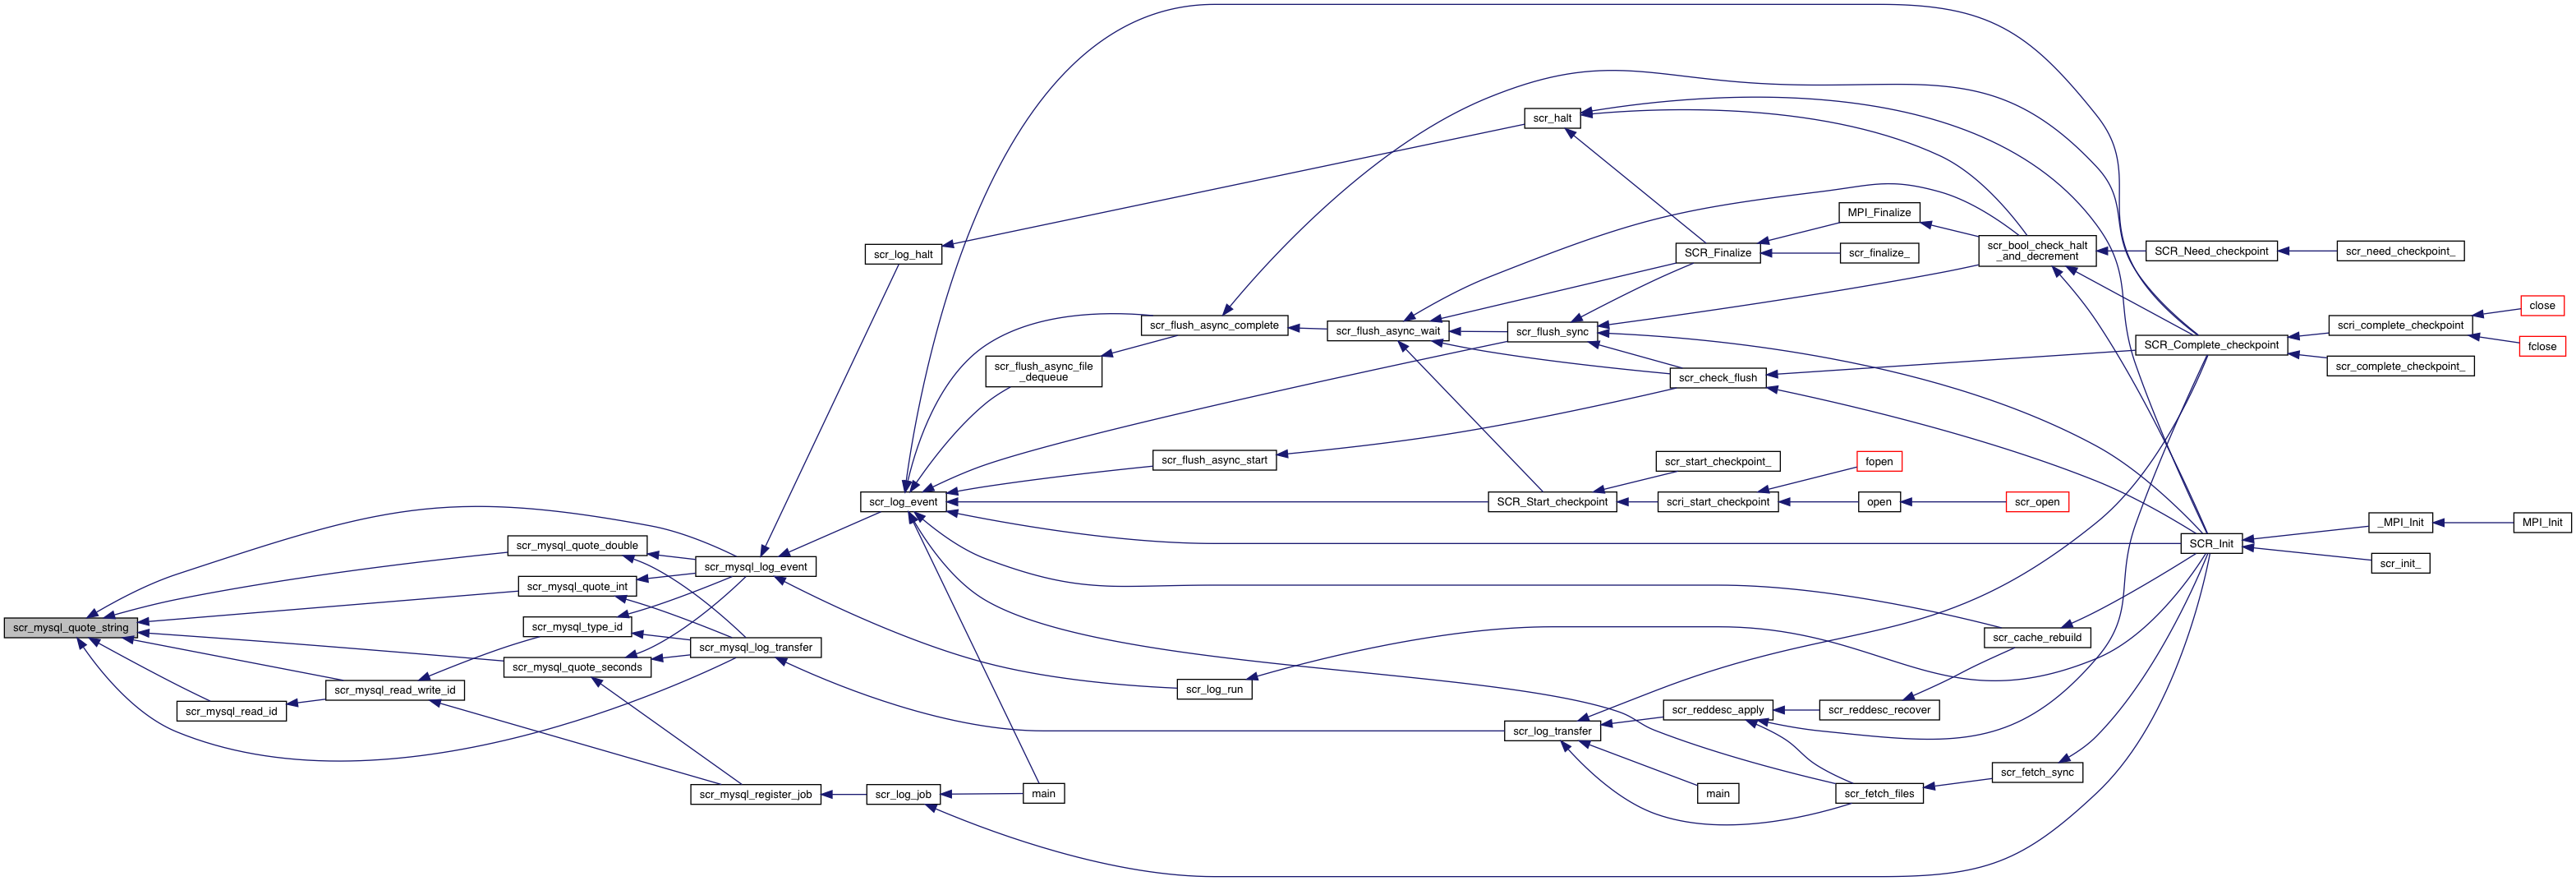 scr_mysql_quote_string
scr_mysql_read_id
scr_mysql_read_write_id
scr_mysql_quote_double
scr_mysql_quote_int
scr_mysql_type_id
scr_mysql_quote_seconds
scr_mysql_log_event
scr_mysql_log_transfer
scr_mysql_register_job
scr_log_halt
scr_log_event
scr_log_job
scr_flush_async_file
_dequeue
main
scr_flush_async_complete
scr_flush_async_start
scr_log_run
scr_flush_async_wait
scr_halt
scr_flush_sync
SCR_Start_checkpoint
scr_log_transfer
SCR_Finalize
scr_check_flush
scr_start_checkpoint_
scri_start_checkpoint
scr_reddesc_apply
main
MPI_Finalize
scr_finalize_
fopen
open
scr_reddesc_recover
scr_fetch_files
scr_bool_check_halt
_and_decrement
scr_open
scr_cache_rebuild
scr_fetch_sync
SCR_Need_checkpoint
SCR_Complete_checkpoint
SCR_Init
scr_need_checkpoint_
scri_complete_checkpoint
scr_complete_checkpoint_
_MPI_Init
scr_init_
close
fclose
MPI_Init